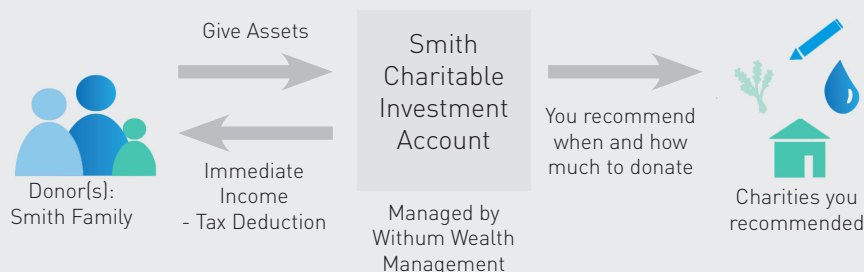 Give Assets
Immediate
Income
- Tax Deduction
Donor(s):
Smith Family
Smith
Charitable
Investment
Account
Managed by
Withum Wealth
Management
You recommend
when and how
much to donate
Charities you
recommended